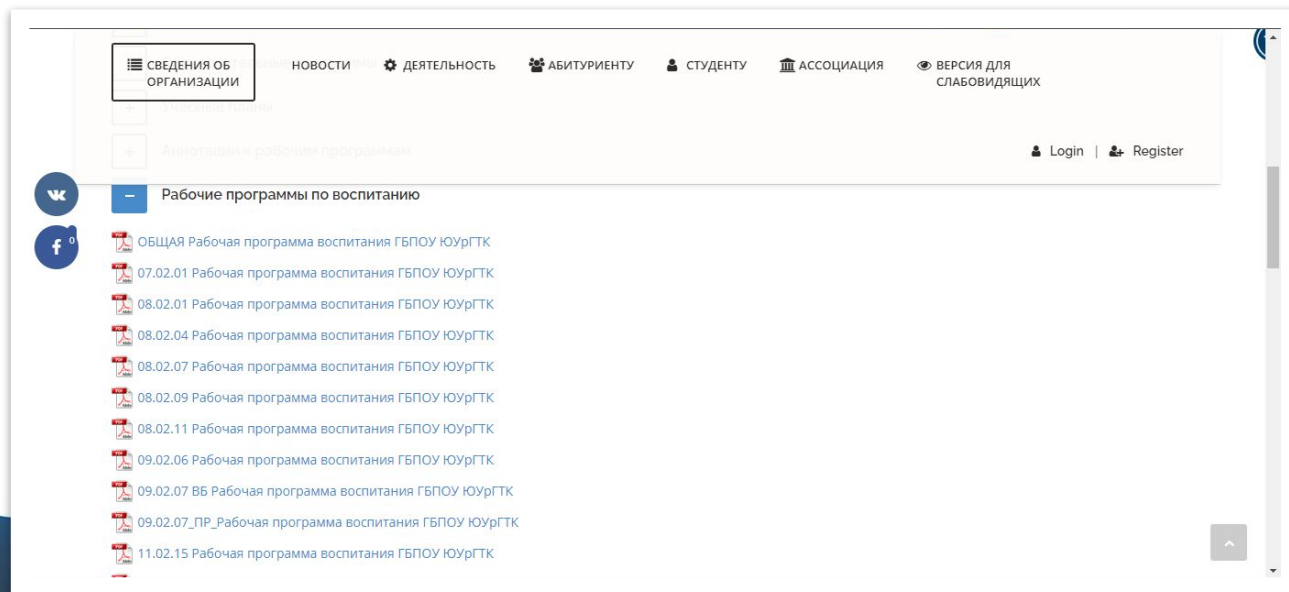 СВЕДЕНИЯ ОБ
ОРГАНИЗАЦИИ
НОВОСТИ
ДЕЯТЕЛЬНОСТЬ
АБИТУРИЕНТУ
СТУДЕНТУ
АССОЦИАЦИЯ
ВЕРСИЯ ДЛЯ
СЛАБОВИДЯЩИХ
Учебные планы
Аннотации к рабочим программам
Login | Register
Рабочие программы по воспитанию
0
ОБЩАЯ Рабочая программа воспитания ГБПОУ ЮУрГТК
07.02.01 Рабочая программа воспитания ГБПОУ ЮУрГТК
08.02.01 Рабочая программа воспитания ГБПОУ ЮУрГТК
08.02.04 Рабочая программа воспитания ГБПОУ ЮУрГТК
08.02.07 Рабочая программа воспитания ГБПОУ ЮУрГТК
08.02.09 Рабочая программа воспитания ГБПОУ ЮУрГТК
08.02.11 Рабочая программа воспитания ГБПОУ ЮУрГТК
09.02.06 Рабочая программа воспитания ГБПОУ ЮУрГТК
09.02.07 ВБ Рабочая программа воспитания ГБПОУ ЮУрГТК
09.02.07_ПР_Рабочая программа воспитания ГБПОУ ЮУрГТК
11.02.15 Рабочая программа воспитания ГБПОУ ЮУрГТК